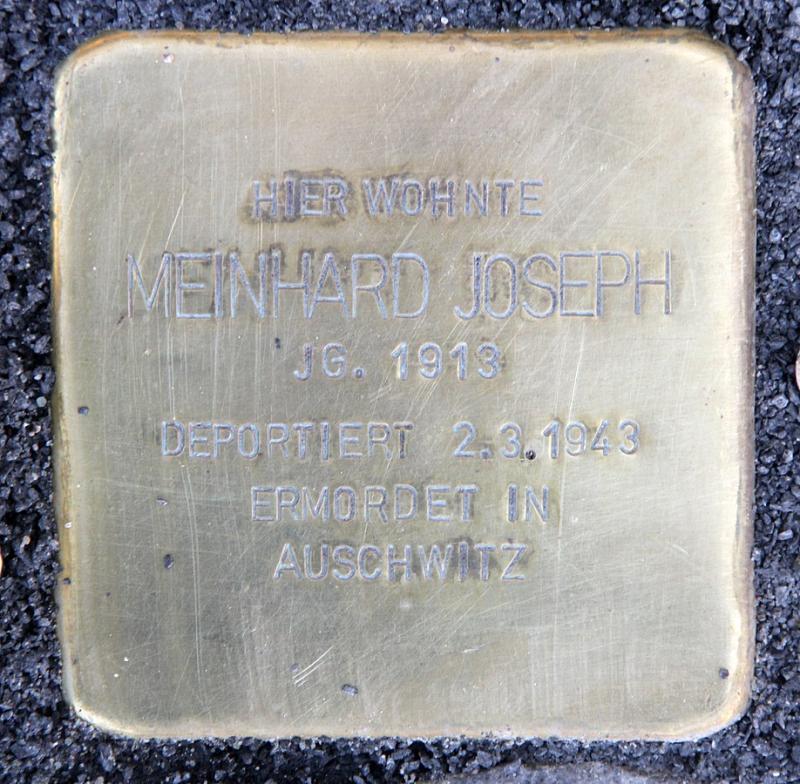 HIER WOHNTE
MEINHARD JOSEPH
JG. 1913
DEPORTIERT 2.3.1943
ERMORDET IN
AUSCHWITZ